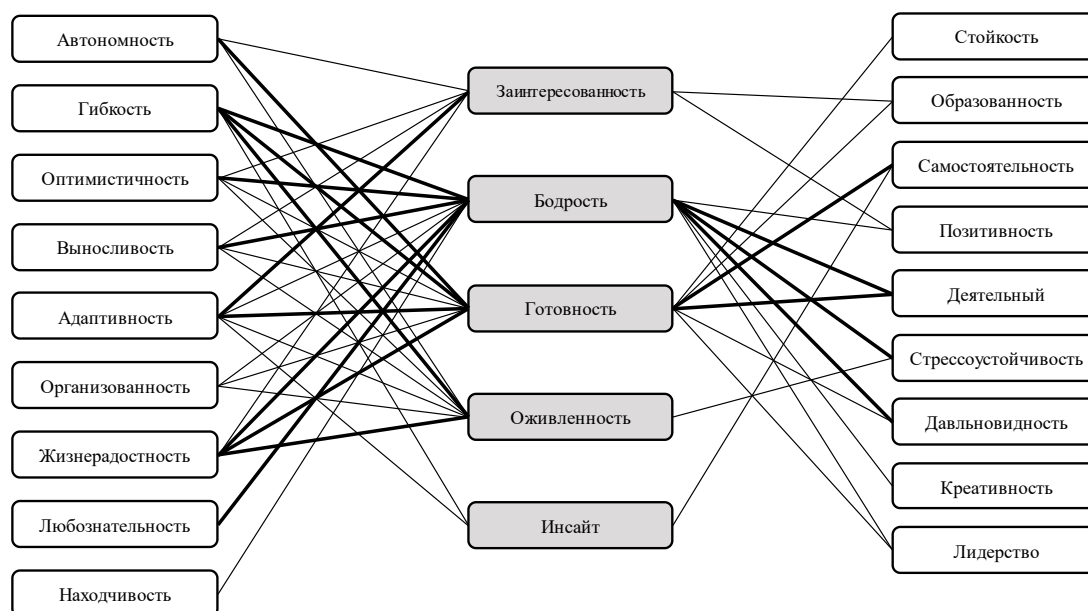 Автономность
Гибкость
Оптимистичность
Выносливость
Адаптивность
Организованность
Жизнерадостность
Любознательность
Находчивость
Заинтересованность
Бодрость
Готовность
Оживленность
Инсайт
Стойкость
Образованность
Самостоятельность
Позитивность
Деятельный
Стрессоустойчивость
Давльновидность
Креативность
Лидерство